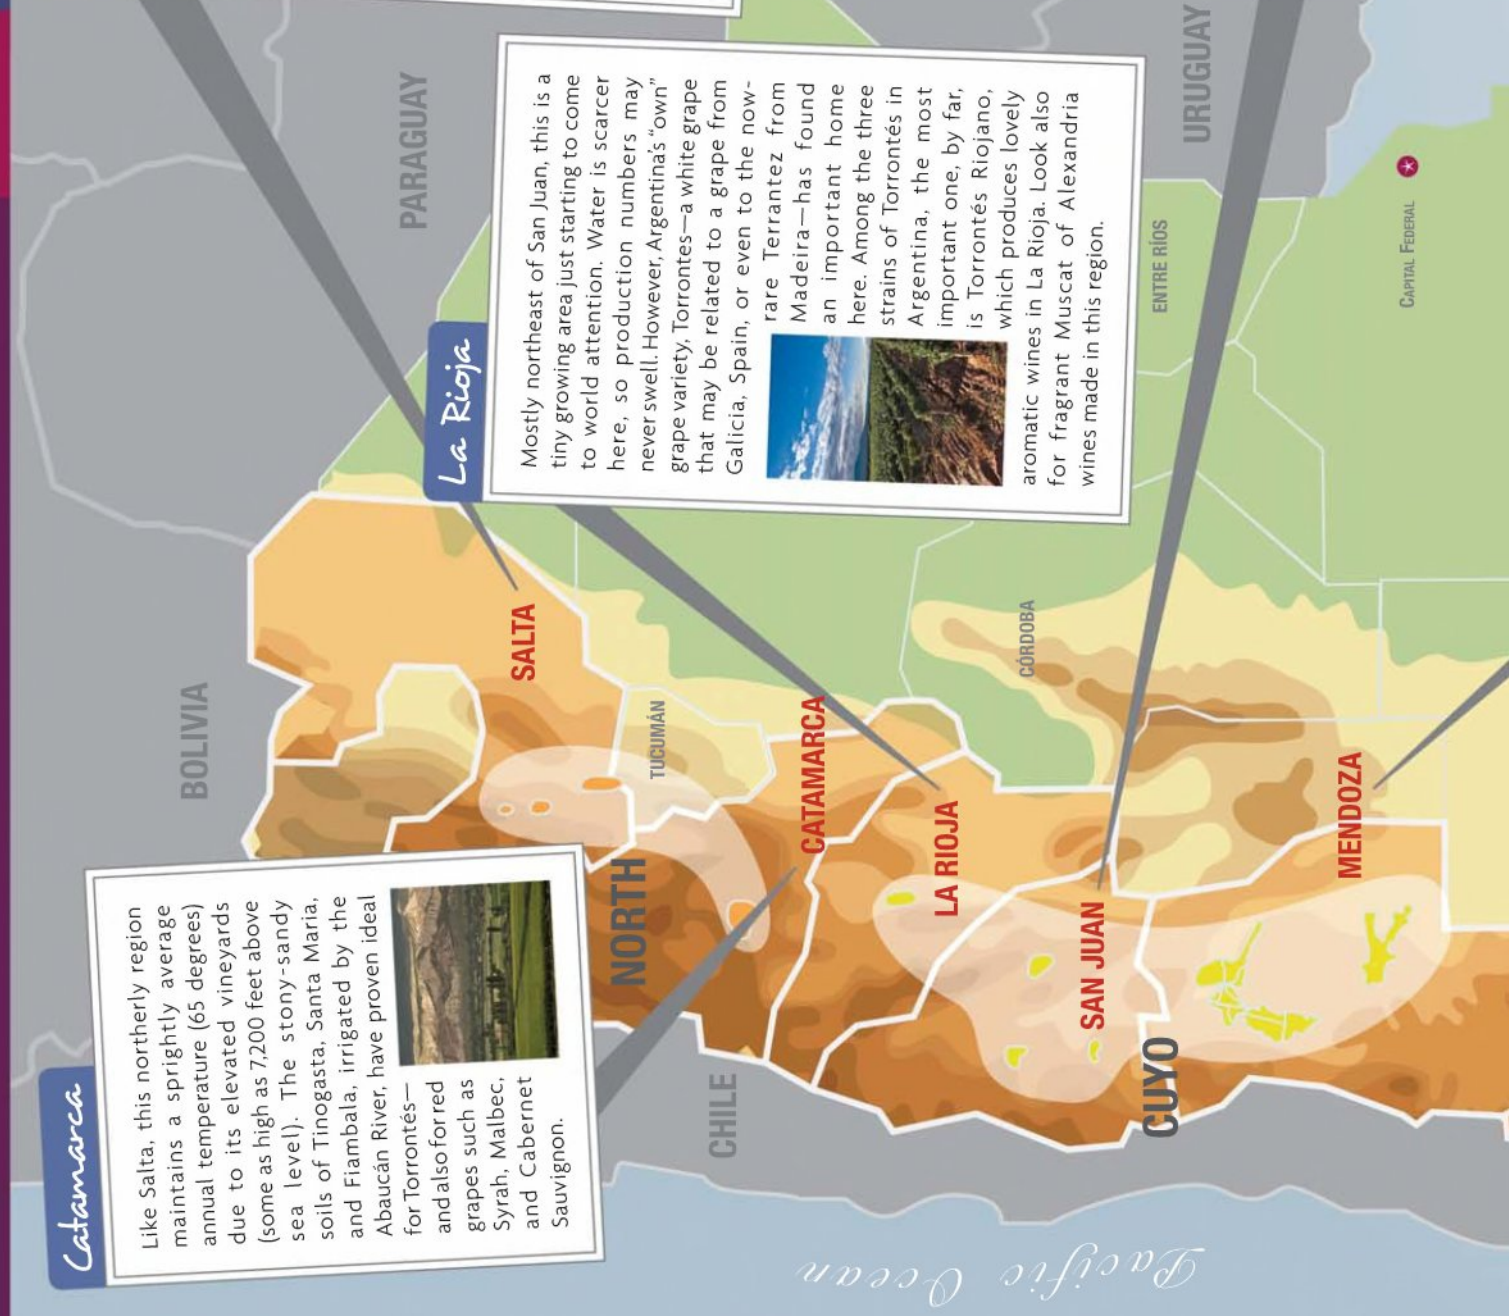 Catamarca
Like Salta, this northerly region
maintains a sprightly average
annual temperature (65 degrees)
due to its elevated vineyards
(some as high as 7,200 feet above
sea level). The stony-sandy
soils of Tinogasta, Santa Maria,
and Fiambala, irrigated by the
Abaucán River, have proven ideal
for Torrontés—
and also for red
grapes such as
Syrah, Malbec,
and Cabernet
Sauvignon.
La Rioja
Mostly northeast of San Juan, this is a
tiny growing area just starting to come
to world attention. Water is scarcer
here, so production numbers may
never swell. However, Argentina's “own”
grape variety, Torrontes—a white grape
that may be related to a grape from
Galicia, Spain, or even to the now-
rare Terrantez from
Madeira—has found
an important home
here. Among the three
strains of Torrontés in
Argentina, the most
important one, by far,
is Torrontés Riojano,
which produces lovely
aromatic wines in La Rioja. Look also
for fragrant Muscat of Alexandria
wines made in this region.
BOLIVIA
PARAGUAY
SALTA
NORTH
TUCUMÁN
CHILE
CATAMARCA
LA RIOJA
CÓRDOBA
SAN JUAN
CUYO
ENTRE RÍOS
URUGUAY
MENDOZA
CAPITAL FEDERAL
Pacific Ocean